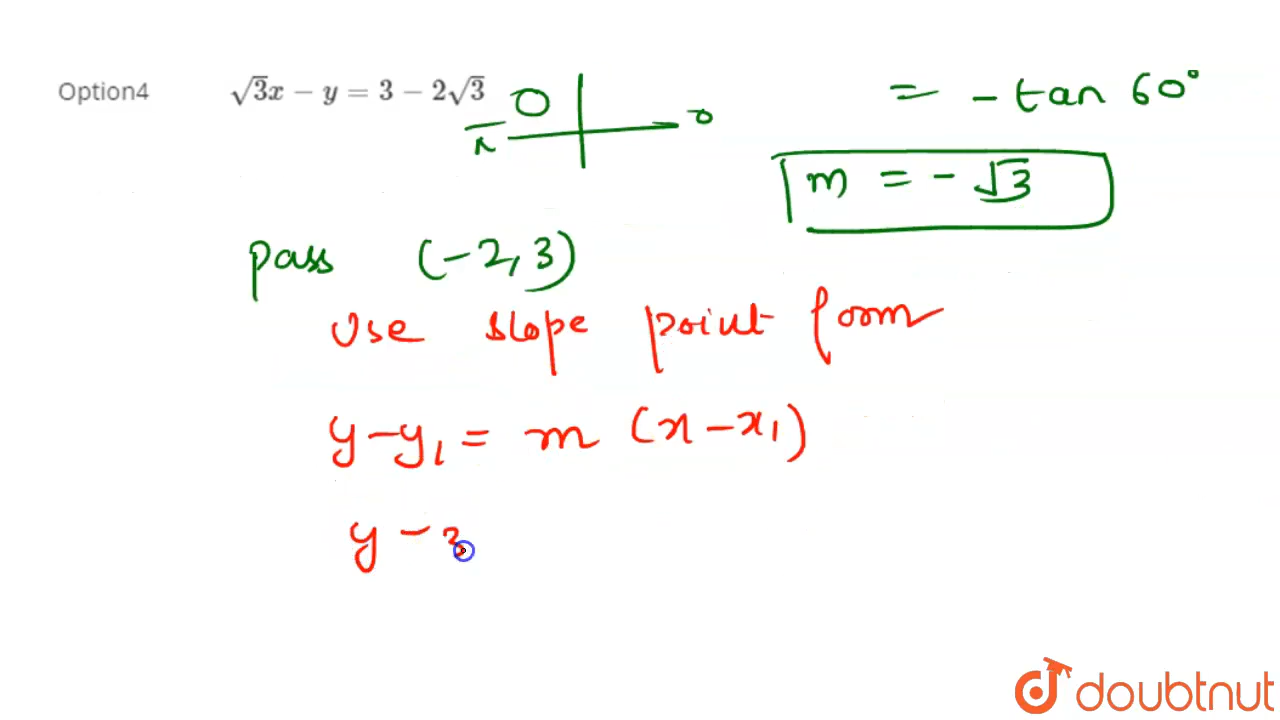 Option4 √3x − y = 3 − 2√3
= - tan 60°
π 0
m = - √3
pass (-2, 3)
Use slope point form
y - y₁ = m (x - x₁)
y - 3
doubtnut